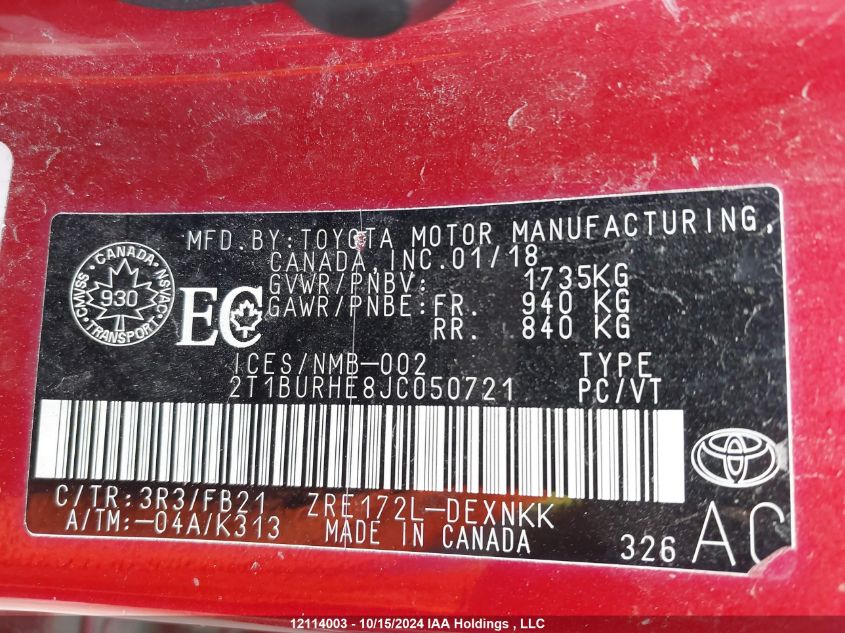 MFD.BY:TOYOTA MOTOR MANUFACTURING,
CANADA,INC.01/18
GVWR/PNBV: 1735KG
GAWR/PNBE:FR. 940 KG
RR. 840 KG
CANADA
CMVSS 930 NSVAC
TRANSPORT
EC
ICES/NMB-002 TYPE
2T1BURHE8JC050721 PC/VT
C/TR:3R3/FB21 ZRE172L-DEXNKK
A/TM:-04A/K313 MADE IN CANADA 326 AC
12114003 - 10/15/2024 IAA Holdings , LLC